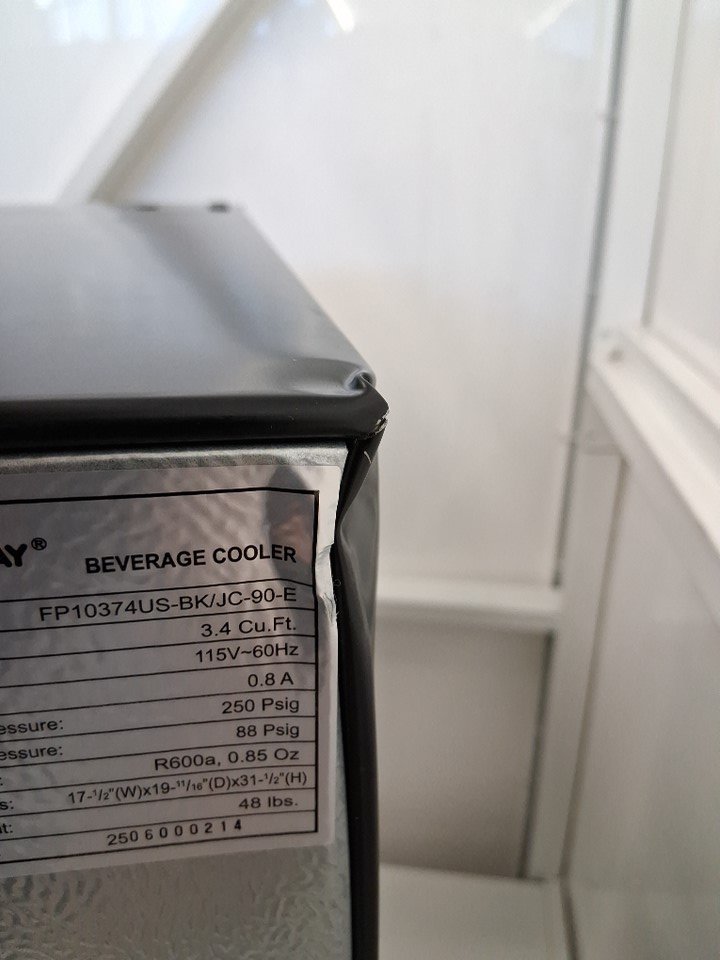 AY®
BEVERAGE COOLER
FP10374US-BK/JC-90-E
3.4 Cu.Ft.
115V~60Hz
0.8 A
250 Psig
essure:
88 Psig
essure:
R600a, 0.85 Oz
s: 17-1/2"(W)x19-11/16"(D)x31-1/2"(H)
t: 48 lbs.
2506000214